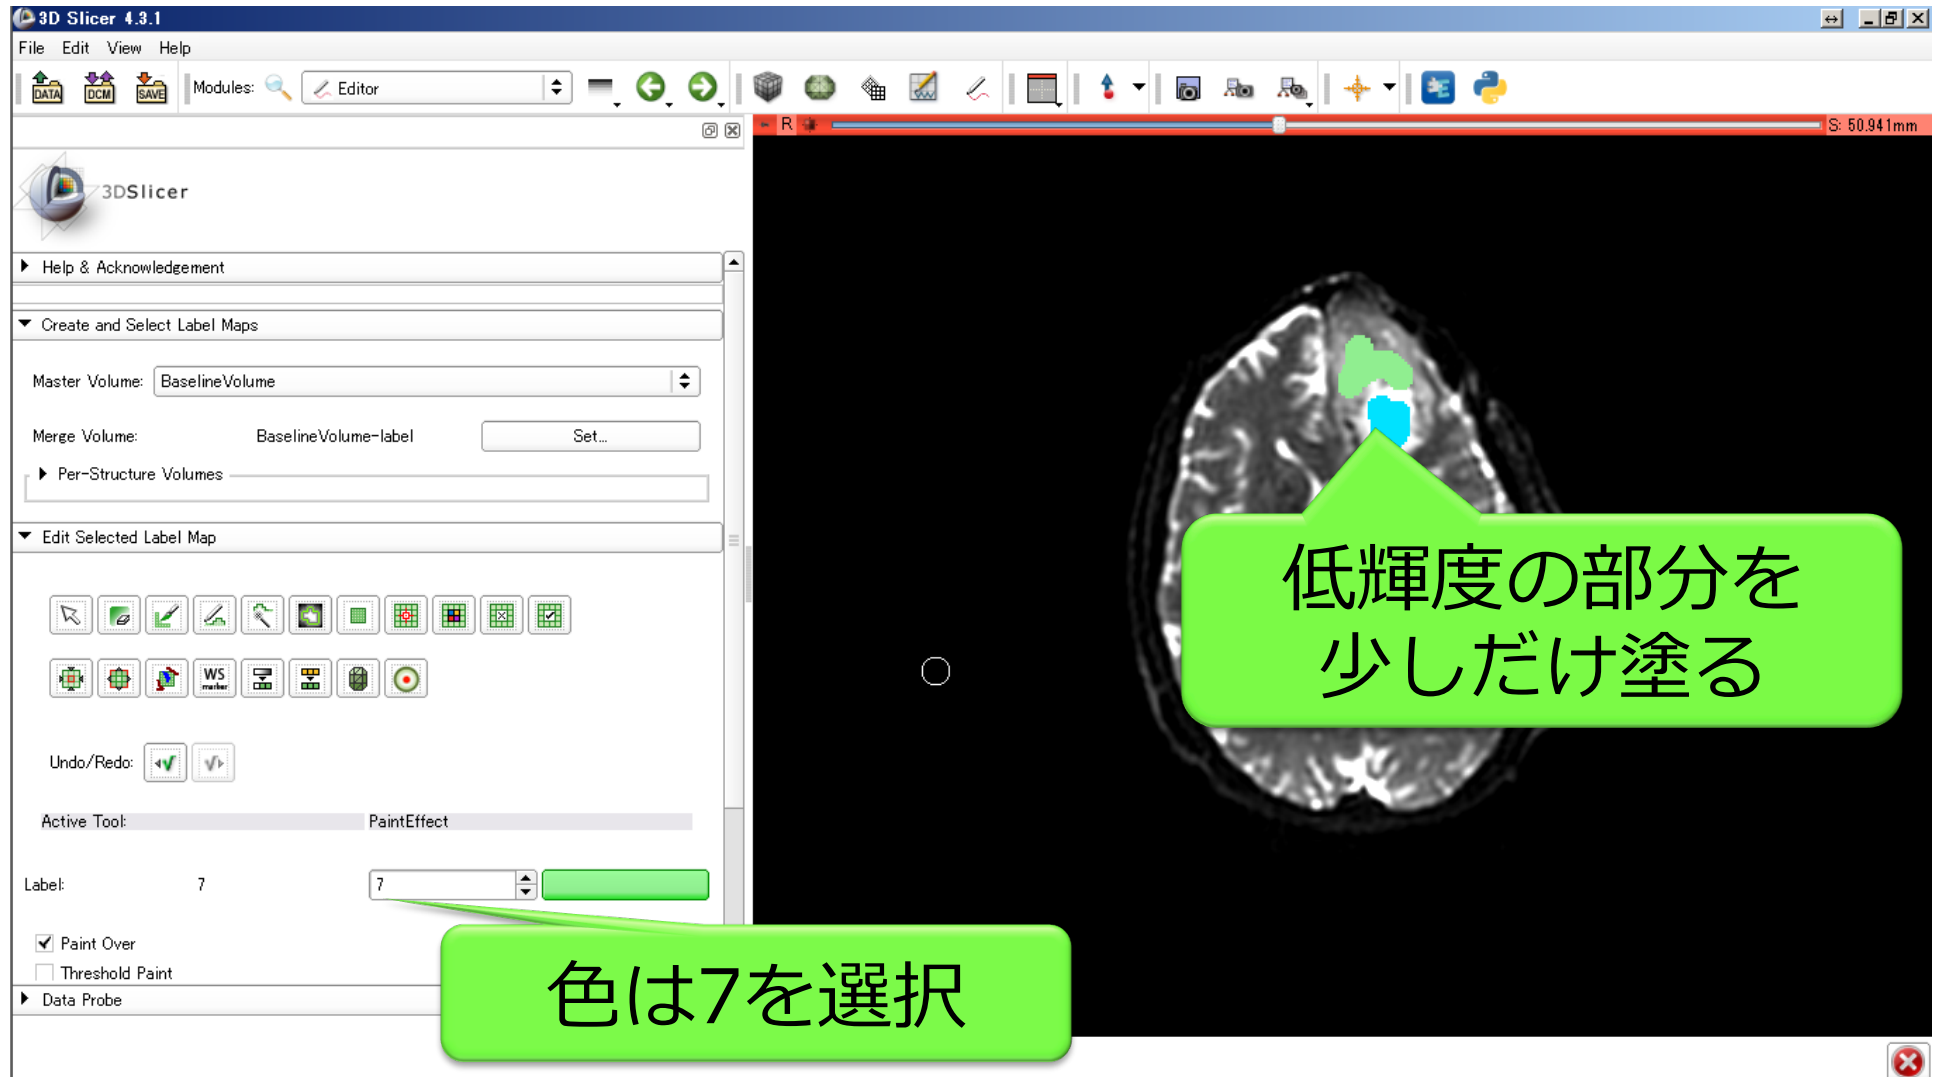 3D Slicer 4.3.1
File Edit View Help
DATA DCM SAVE Modules: Editor
R S: 50.941mm
3DSlicer
Help & Acknowledgement
Create and Select Label Maps
Master Volume: BaselineVolume
Merge Volume: BaselineVolume-label Set...
Per-Structure Volumes
Edit Selected Label Map
低輝度の部分を
少しだけ塗る
WS
marker
Undo/Redo:
Active Tool: PaintEffect
Label: 7 7
Paint Over
Threshold Paint
Data Probe
色は7を選択